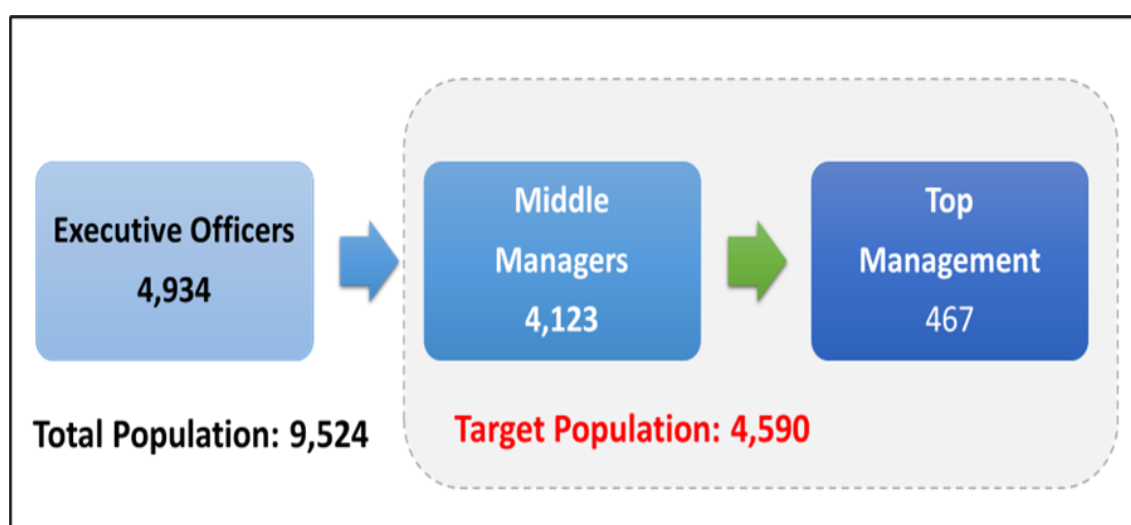 Executive Officers
4,934
Middle
Managers
4,123
Top
Management
467
Total Population: 9,524
Target Population: 4,590